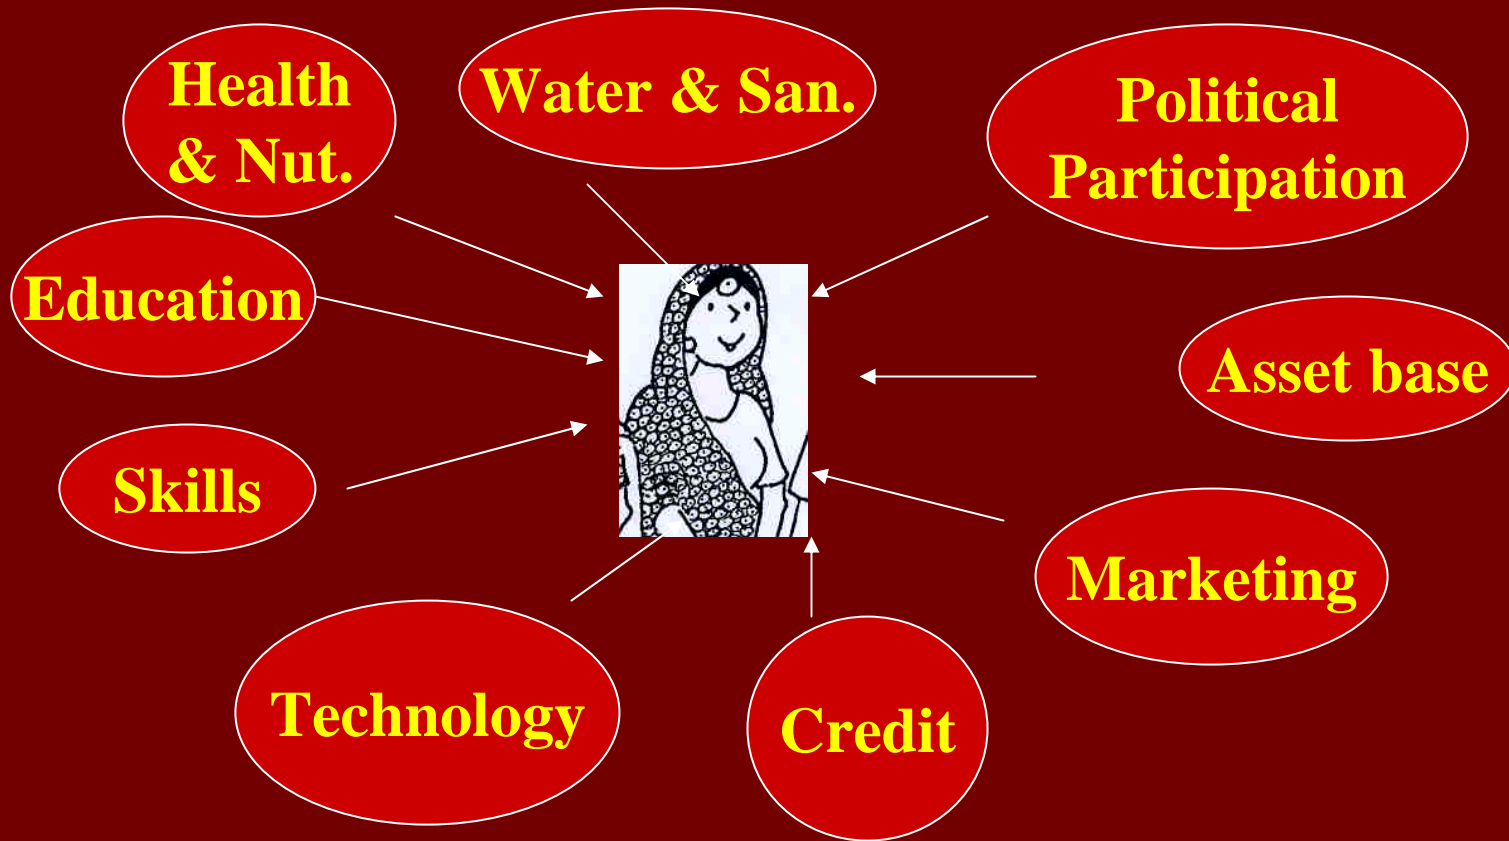 Health
& Nut.
Water & San.
Political
Participation
Education
Asset base
Skills
Marketing
Technology
Credit